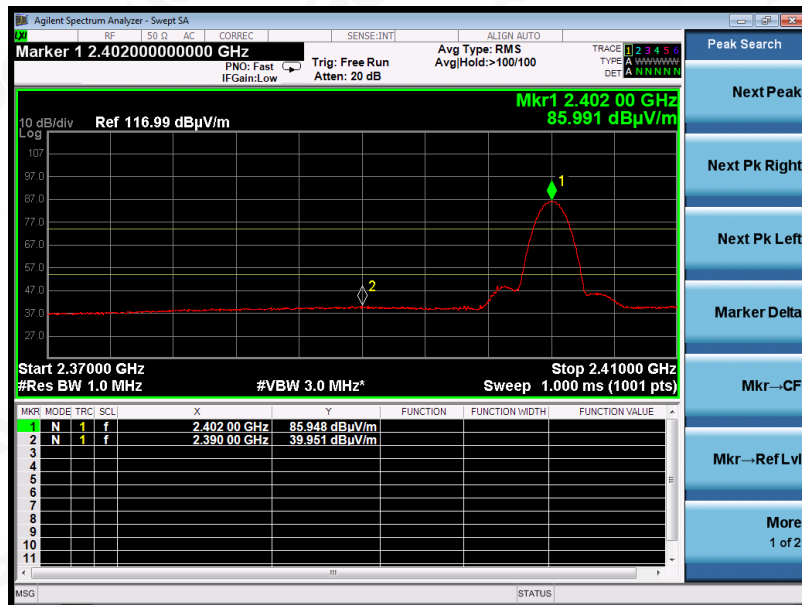 Agilent Spectrum Analyzer - Swept SA
LXI RF 50 Ω AC CORREC SENSE:INT ALIGN AUTO
Marker 1 2.402000000000 GHz
PNO: Fast
IFGain:Low
Trig: Free Run
Atten: 20 dB
Avg Type: RMS
Avg|Hold:>100/100
TRACE 1 2 3 4 5 6
TYPE A WWWWW
DET A N N N N N
Peak Search
Next Peak
Next Pk Right
Next Pk Left
Marker Delta
Mkr→CF
Mkr→Ref Lvl
More
1 of 2
Mkr1 2.402 00 GHz
85.991 dBµV/m
10 dB/div Ref 116.99 dBµV/m
Log
107
97.0
87.0
77.0
67.0
57.0
47.0
37.0
27.0
1
2
Start 2.37000 GHz Stop 2.41000 GHz
#Res BW 1.0 MHz #VBW 3.0 MHz* Sweep 1.000 ms (1001 pts)
MKR MODE TRC SCL X Y FUNCTION FUNCTION WIDTH FUNCTION VALUE
1 N 1 f 2.402 00 GHz 85.948 dBµV/m
2 N 1 f 2.390 00 GHz 39.951 dBµV/m
3
4
5
6
7
8
9
10
11
MSG STATUS